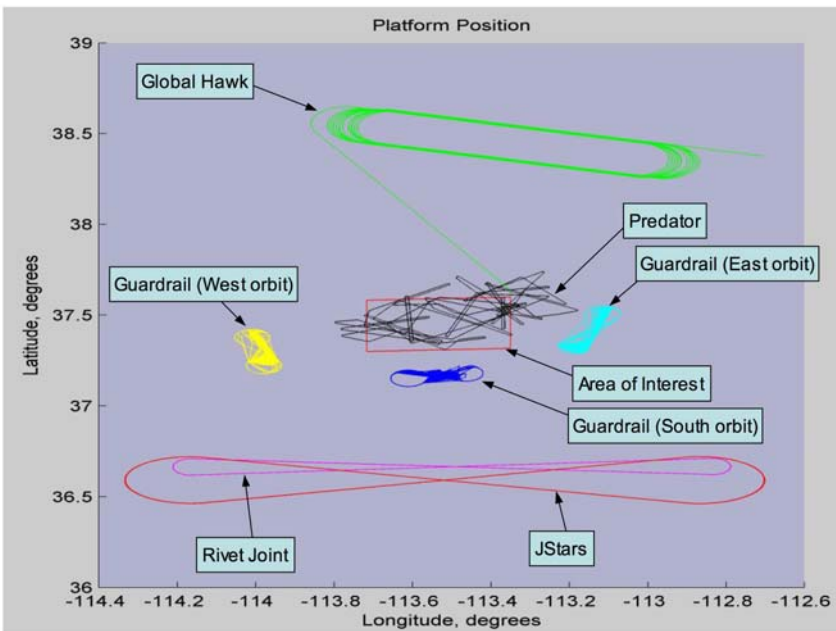 Platform Position
39
38.5
38
37.5
37
36.5
36
Latitude, degrees
Global Hawk
Predator
Guardrail (East orbit)
Guardrail (West orbit)
Area of Interest
Guardrail (South orbit)
Rivet Joint
JStars
-114.4 -114.2 -114 -113.8 -113.6 -113.4 -113.2 -113 -112.8 -112.6
Longitude, degrees